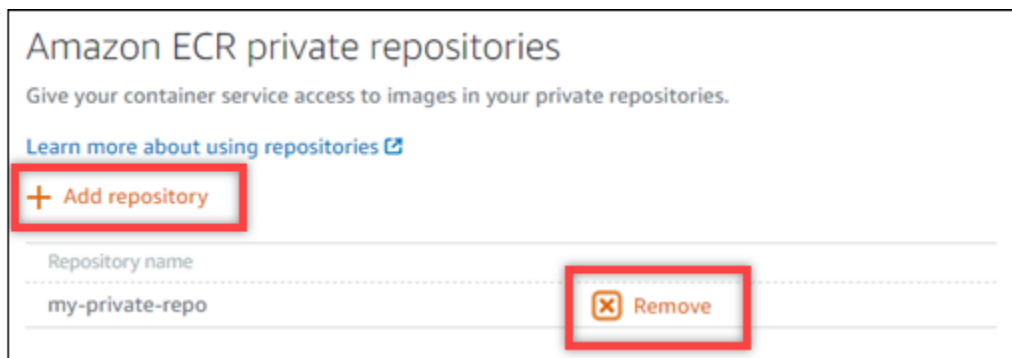 Amazon ECR private repositories
Give your container service access to images in your private repositories.
Learn more about using repositories
+ Add repository
Repository name
my-private-repo
Remove